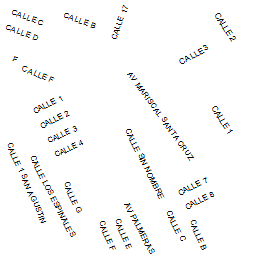 CALLE C
CALLE B
CALLE 17
CALLE 2
CALLE D
CALLE3
F
CALLE F
CALLE 1
CALLE 2
CALLE 3
CALLE 4
AV MARISCAL SANTA CRUZ
CALLE 1
CALLE SIN NOMBRE
CALLE 1 SAN AGUSTIN
CALLE LOS ESPINALES
CALLE G
CALLE 7
CALLE 8
AV PALMERAS
CALLE F
CALLE E
CALLE C
CALLE B